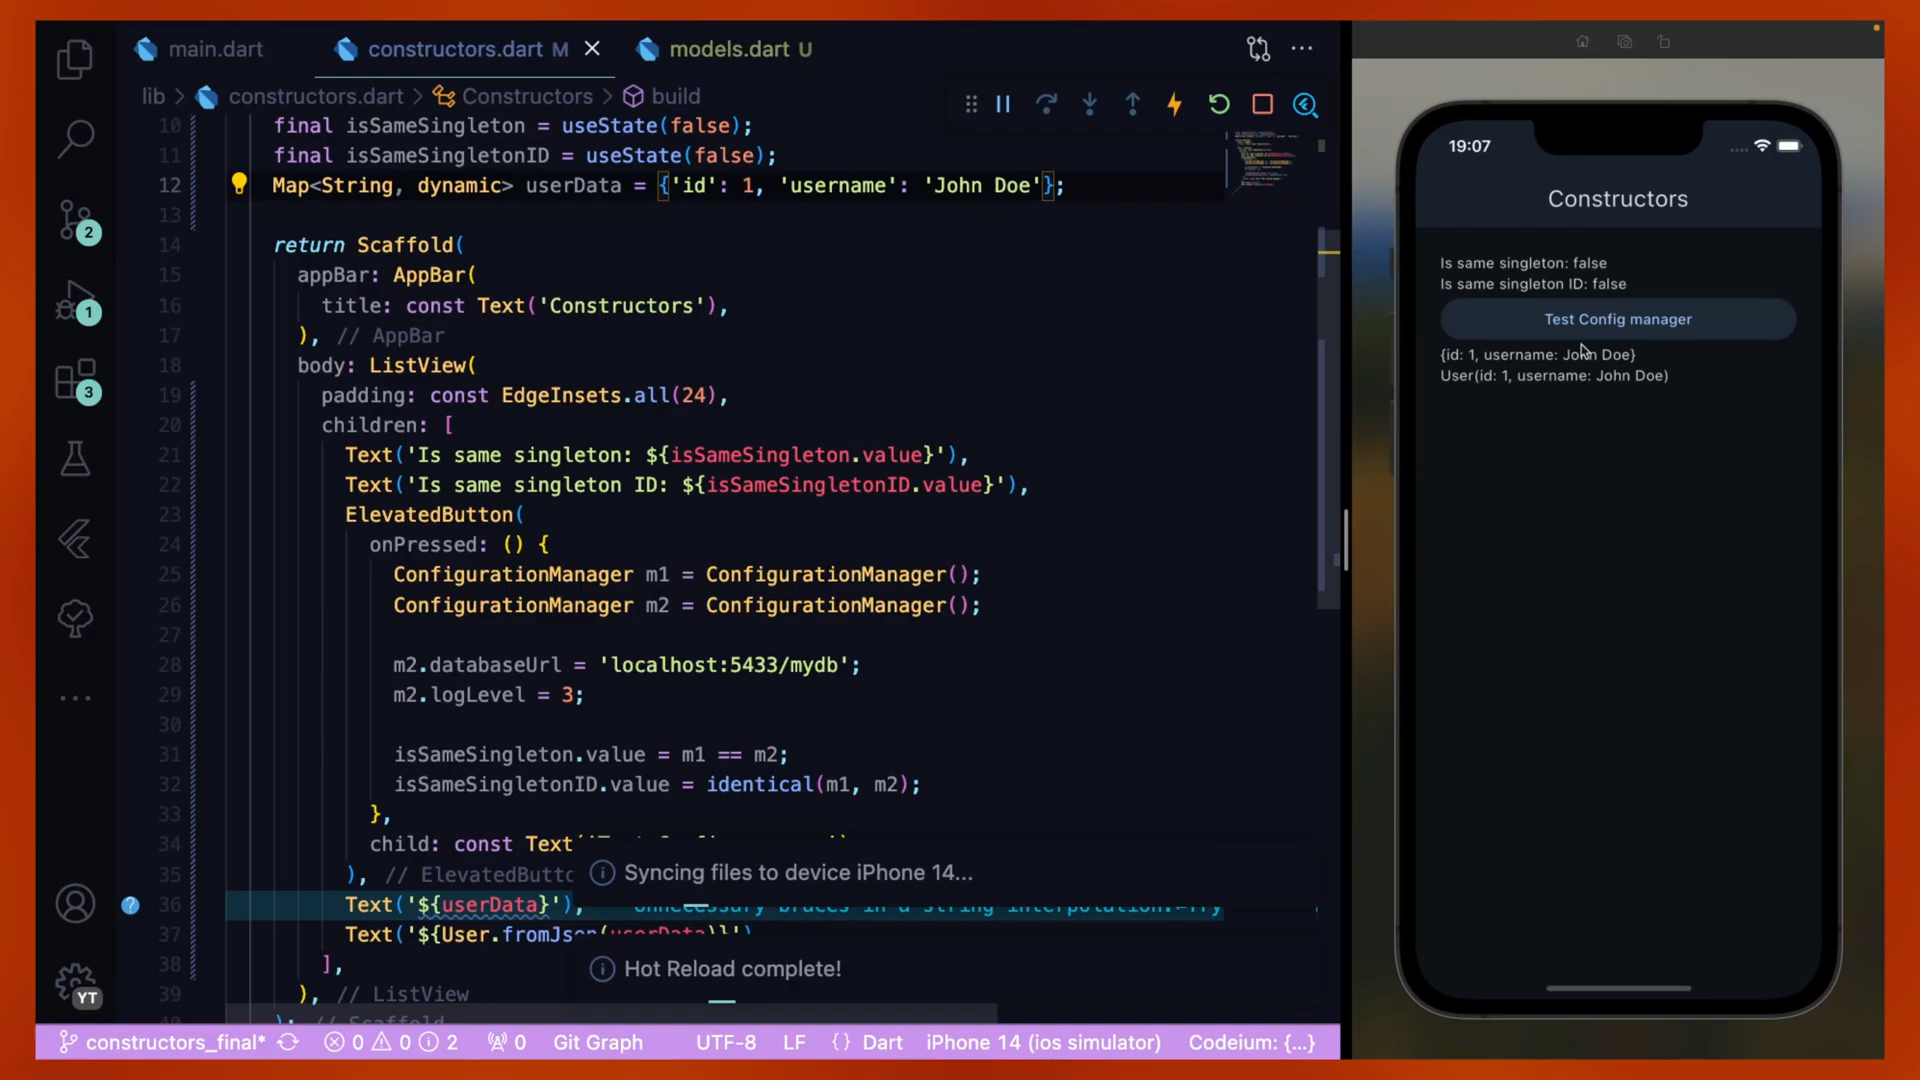 main.dart
constructors.dart M
models.dart U
lib > constructors.dart > Constructors > build
10 final isSameSingleton = useState(false);
11 final isSameSingletonID = useState(false);
12 Map<String, dynamic> userData = {'id': 1, 'username': 'John Doe'};
13
14 return Scaffold(
15 appBar: AppBar(
16 title: const Text('Constructors'),
17 ), // AppBar
18 body: ListView(
19 padding: const EdgeInsets.all(24),
20 children: [
21 Text('Is same singleton: ${isSameSingleton.value}'),
22 Text('Is same singleton ID: ${isSameSingletonID.value}'),
23 ElevatedButton(
24 onPressed: () {
25 ConfigurationManager m1 = ConfigurationManager();
26 ConfigurationManager m2 = ConfigurationManager();
27
28 m2.databaseUrl = 'localhost:5433/mydb';
29 m2.logLevel = 3;
30
31 isSameSingleton.value = m1 == m2;
32 isSameSingletonID.value = identical(m1, m2);
33 },
34 child: const Text
35 ), // ElevatedButto
36 Text('${userData}'), Unnecessary braces in a string interpolation. Try
37 Text('${User.fromJson(userData)}')
38 ],
39 ), // ListView
); // Scaffold
Syncing files to device iPhone 14...
Hot Reload complete!
2
1
3
YT
constructors_final* 0 0 2 0 Git Graph UTF-8 LF {} Dart iPhone 14 (ios simulator) Codeium: {...}
19:07
Constructors
Is same singleton: false
Is same singleton ID: false
Test Config manager
{id: 1, username: John Doe}
User(id: 1, username: John Doe)